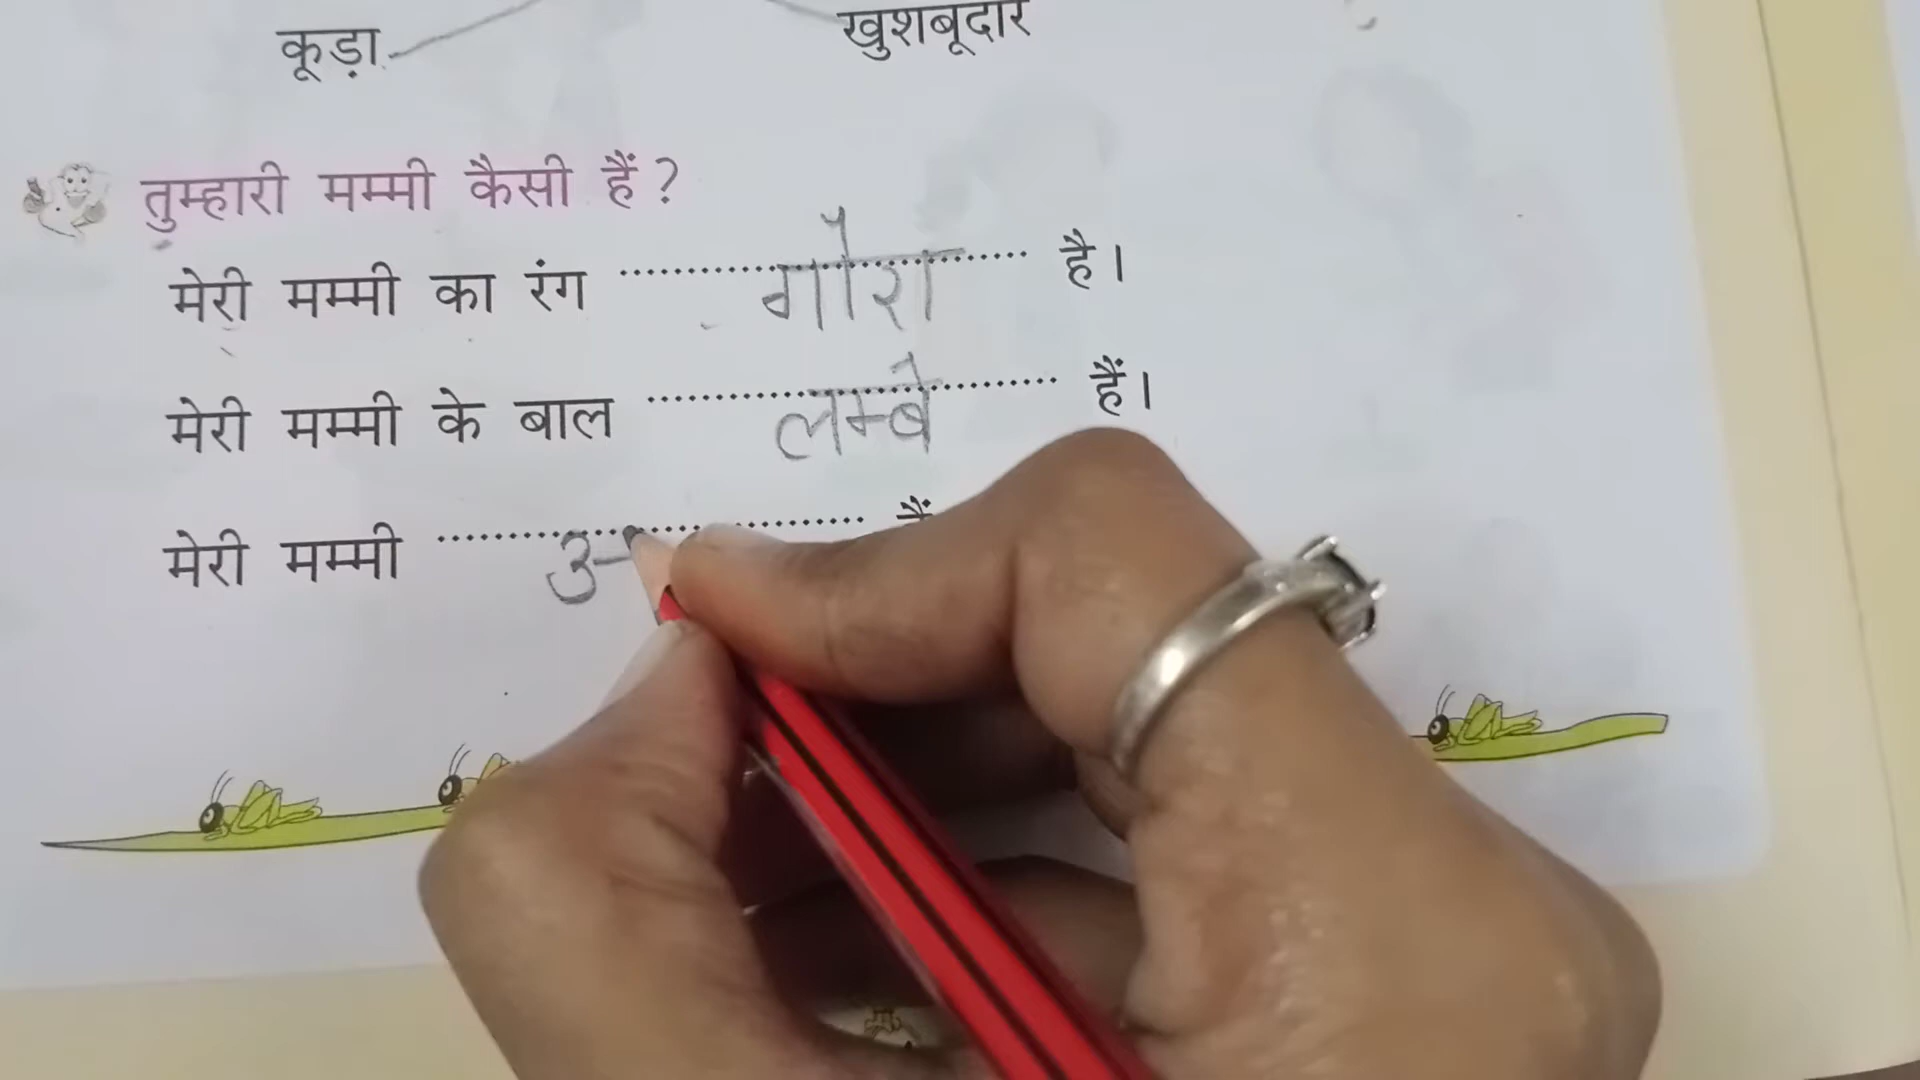 कूड़ा खुशबूदार
तुम्हारी मम्मी कैसी हैं ?
मेरी मम्मी का रंग गोरा है।
मेरी मम्मी के बाल लम्बे हैं।
मेरी मम्मी हैं